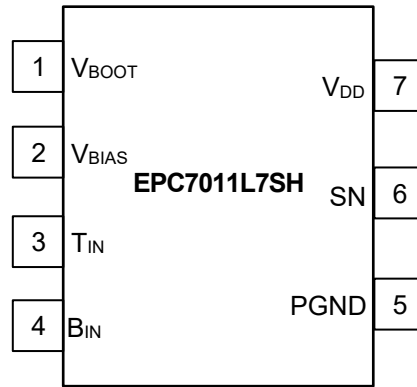 1 VBOOT
2 VBIAS
3 TIN
4 BIN
EPC7011L7SH
VDD 7
SN 6
PGND 5